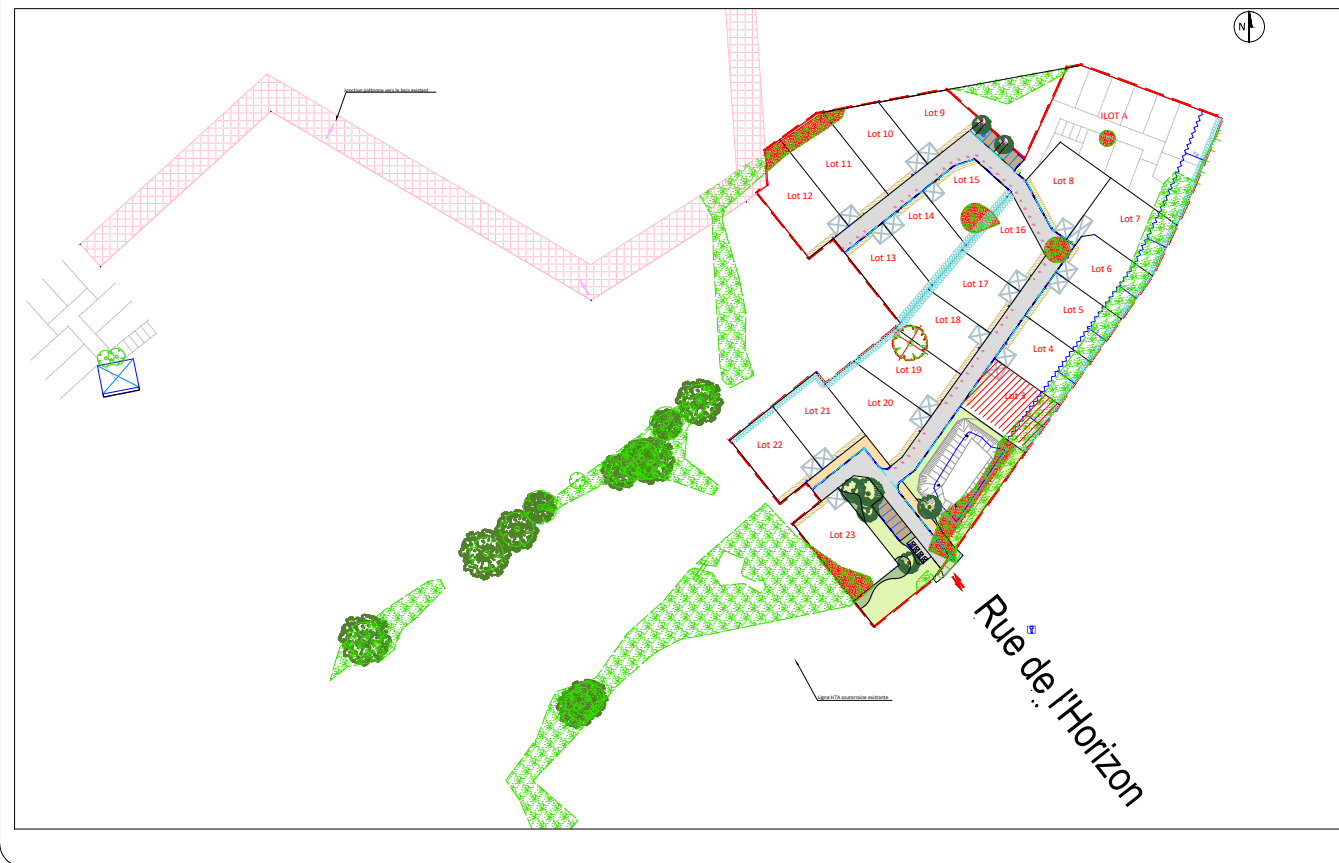 N
Jonction piétonne vers le bois existant
ILOT A
Lot 9
Lot 10
Lot 11
Lot 12
Lot 15
Lot 8
Lot 14
Lot 16
Lot 7
Lot 13
Lot 6
Lot 17
Lot 5
Lot 18
Lot 4
Lot 19
Lot 3
Lot 20
Lot 21
Lot 22
Lot 23
Rue de l"Horizon
Ligne HTA souterraine existante